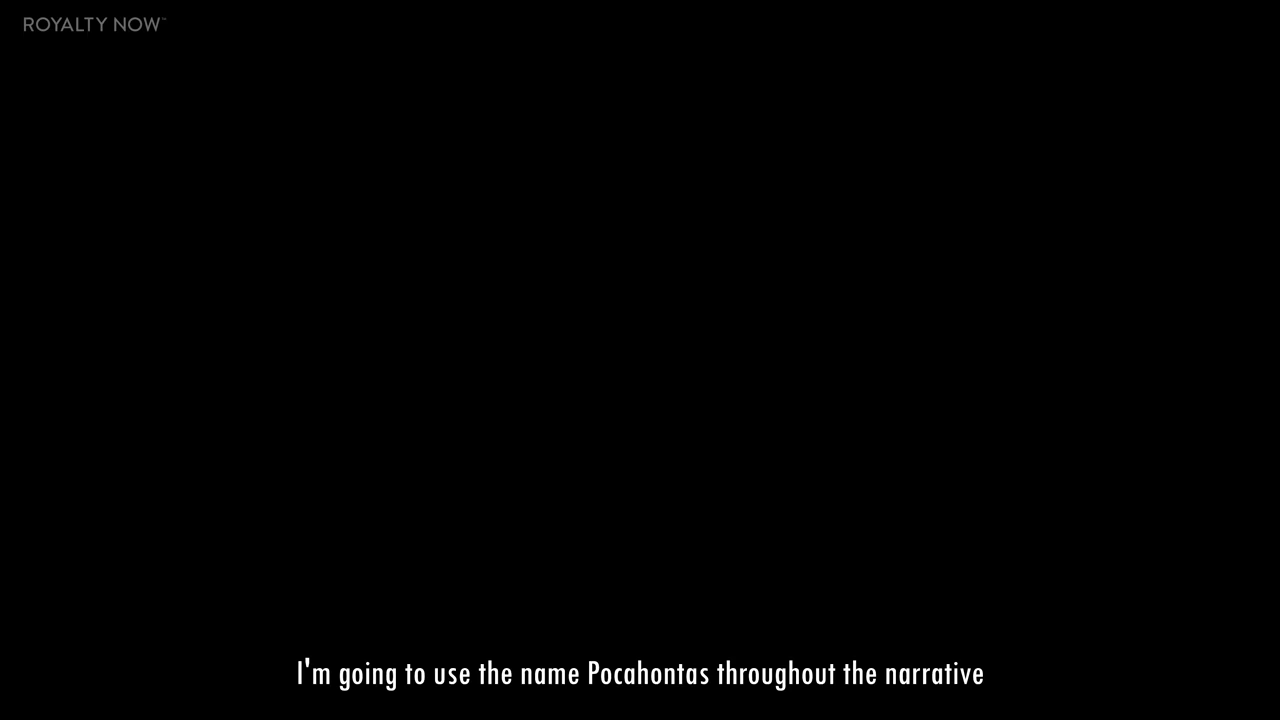 ROYALTY NOW™
I'm going to use the name Pocahontas throughout the narrative